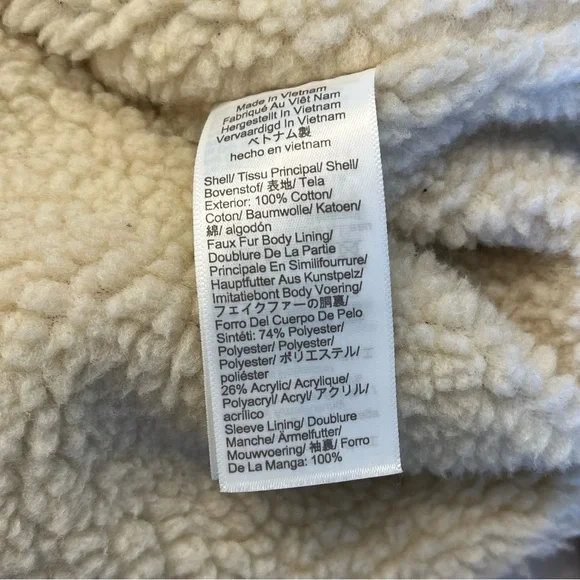 Made In Vietnam
Fabriqué Au Viêt Nam
Hergestellt In Vietnam
Vervaardigd In Vietnam
ベトナム製
hecho en vietnam
Shell/ Tissu Principal/ Shell/
Bovenstof/ 表地/ Tela
Exterior: 100% Cotton/
Coton/ Baumwolle/ Katoen/
綿/ algodón
Faux Fur Body Lining/
Doublure De La Partie
Principale En Similifourrure/
Hauptfutter Aus Kunstpelz/
Imitatiebont Body Voering/
フェイクファーの胴裏/
Forro Del Cuerpo De Pelo
Sintéti: 74% Polyester/
Polyester/ Polyester/
Polyester/ ポリエステル/
poliéster
26% Acrylic/ Acrylique/
Polyacryl/ Acryl/ アクリル/
acrílico
Sleeve Lining/ Doublure
Manche/ Ärmelfutter/
Mouwvoering/ 袖裏/ Forro
De La Manga: 100%